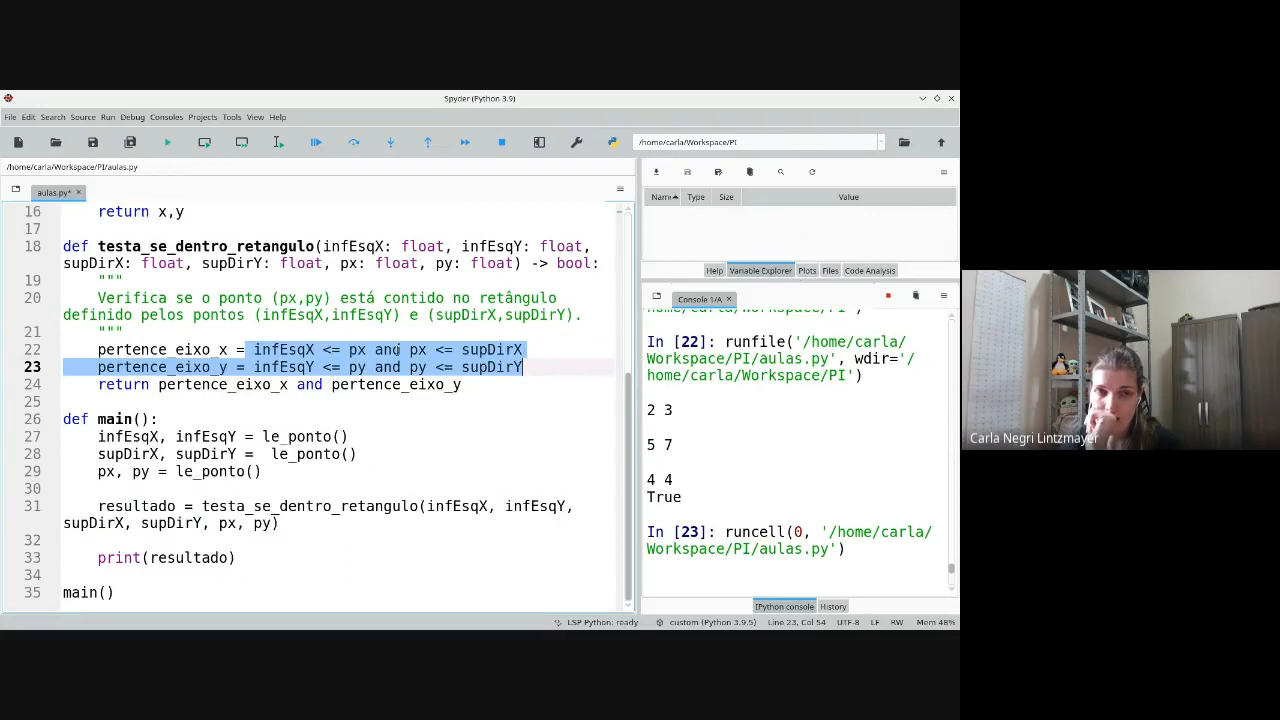 Spyder (Python 3.9)
File Edit Search Source Run Debug Consoles Projects Tools View Help
/home/carla/Workspace/PI
/home/carla/Workspace/PI/aulas.py
aulas.py*
16 return x,y
17
18 def testa_se_dentro_retangulo(infEsqX: float, infEsqY: float,
supDirX: float, supDirY: float, px: float, py: float) -> bool:
19 """
20 Verifica se o ponto (px,py) está contido no retângulo
definido pelos pontos (infEsqX,infEsqY) e (supDirX,supDirY).
21 """
22 pertence_eixo_x = infEsqX <= px and px <= supDirX
23 pertence_eixo_y = infEsqY <= py and py <= supDirY
24 return pertence_eixo_x and pertence_eixo_y
25
26 def main():
27 infEsqX, infEsqY = le_ponto()
28 supDirX, supDirY =  le_ponto()
29 px, py = le_ponto()
30
31 resultado = testa_se_dentro_retangulo(infEsqX, infEsqY,
supDirX, supDirY, px, py)
32
33 print(resultado)
34
35 main()
Name Type Size Value
Help Variable Explorer Plots Files Code Analysis
Console 1/A
In [22]: runfile('/home/carla/
Workspace/PI/aulas.py', wdir='/
home/carla/Workspace/PI')
2 3
5 7
4 4
True
In [23]: runcell(0, '/home/carla/
Workspace/PI/aulas.py')
IPython console History
LSP Python: ready custom (Python 3.9.5) Line 23, Col 54 UTF-8 LF RW Mem 48%
Carla Negri Lintzmayer